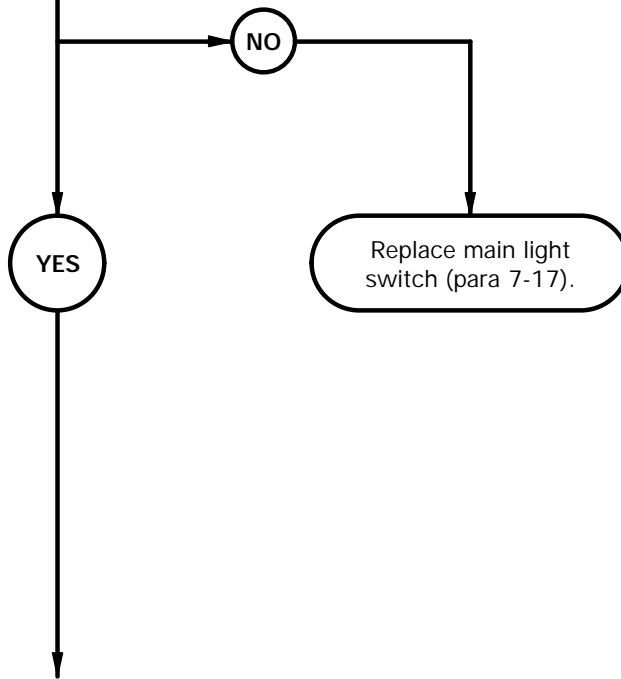 NO
YES
Replace main light
switch (para 7-17).